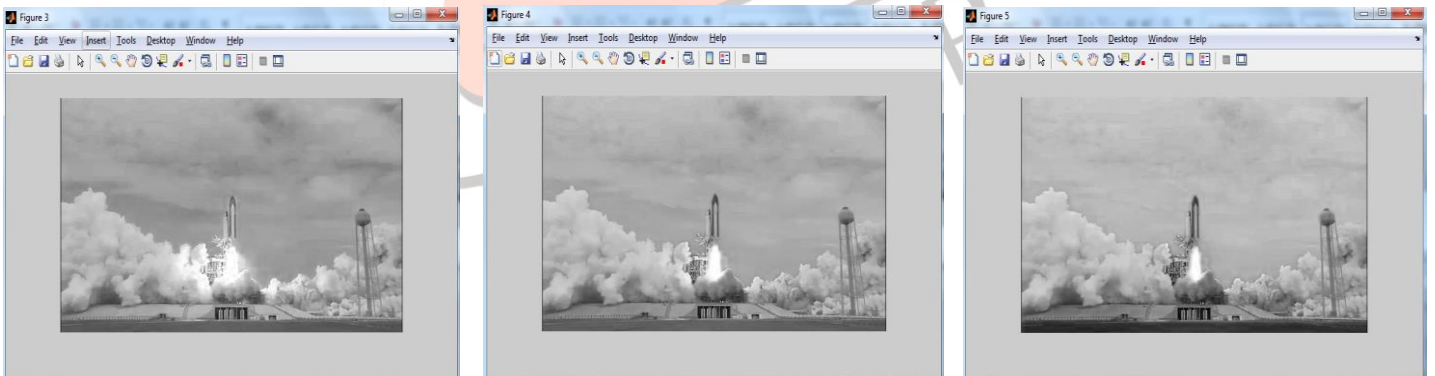 Figure 3
File Edit View Insert Tools Desktop Window Help
Figure 4
File Edit View Insert Tools Desktop Window Help
Figure 5
File Edit View Insert Tools Desktop Window Help